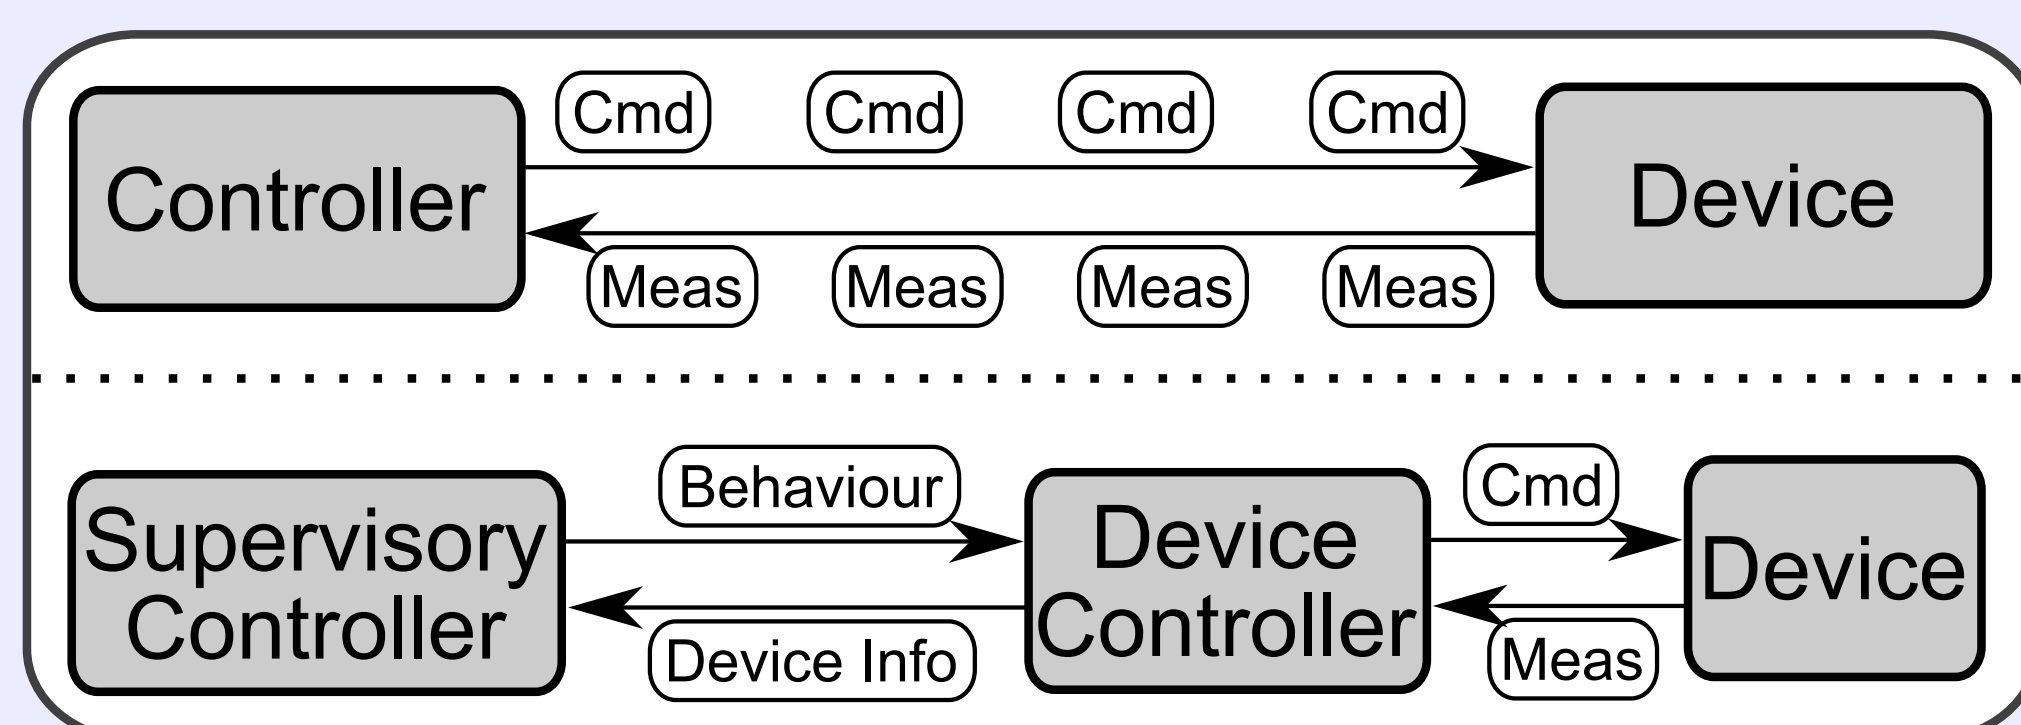 Cmd Cmd Cmd Cmd
Controller
Device
Meas Meas Meas Meas
Behaviour
Cmd
Supervisory
Controller
Device
Controller
Device
Device Info
Meas